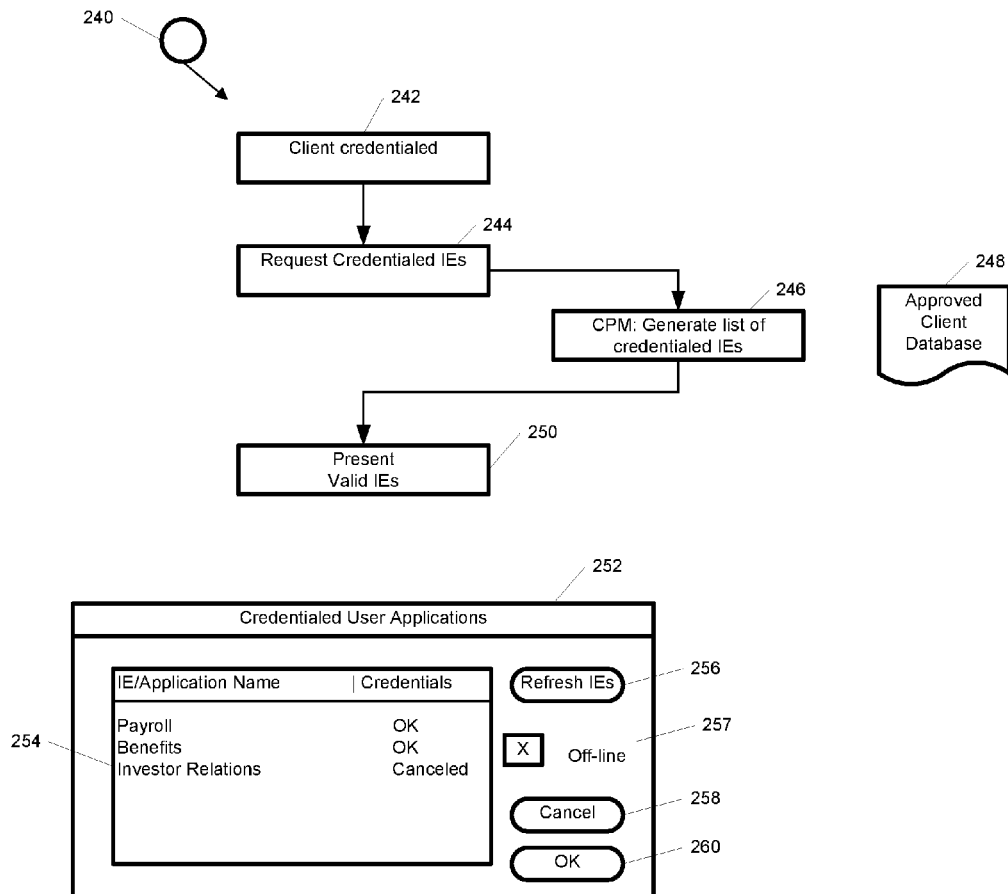 240
242
Client credentialed
244
Request Credentialed IEs
248
246
Approved
Client
Database
CPM: Generate list of
credentialed IEs
250
Present
Valid IEs
252
Credentialed User Applications
IE/Application Name | Credentials
Refresh IEs
256
Payroll OK
257
254
Benefits OK
X Off-line
Investor Relations Canceled
Cancel
258
OK
260